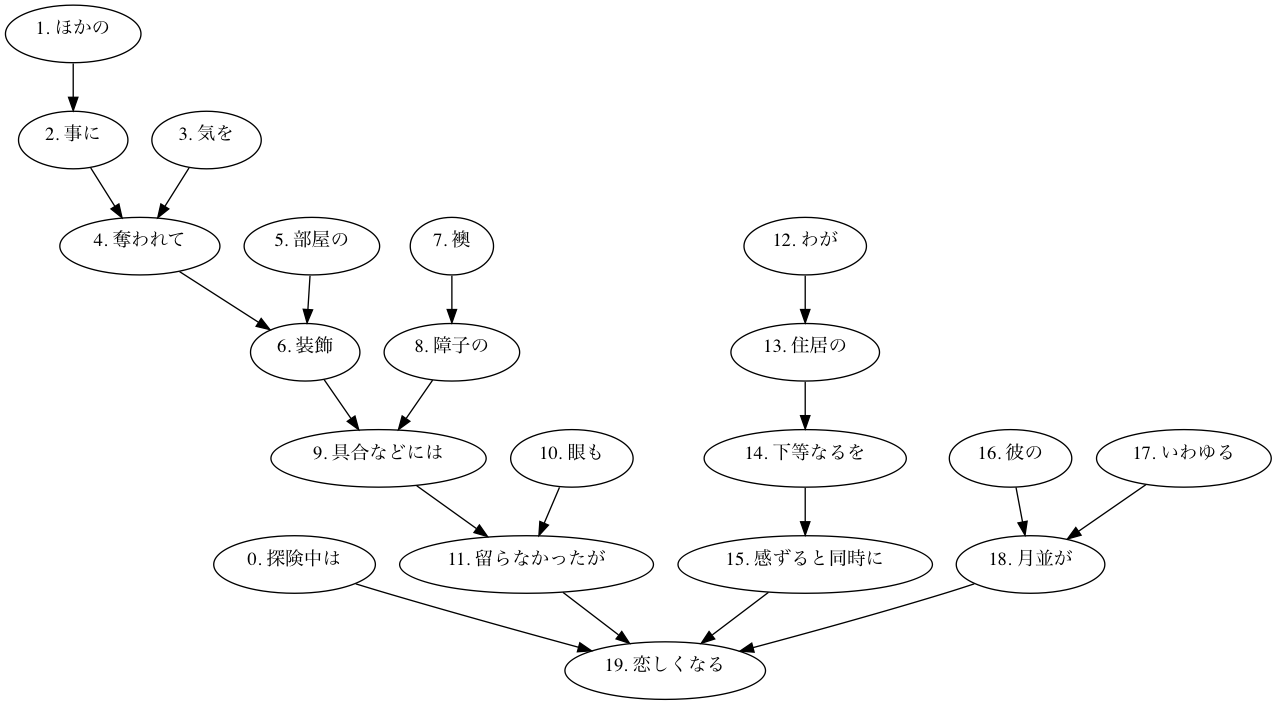 1. ほかの
2. 事に
3. 気を
4. 奪われて
5. 部屋の
7. 襖
12. わが
6. 装飾
8. 障子の
13. 住居の
9. 具合などには
10. 眼も
14. 下等なるを
16. 彼の
17. いわゆる
0. 探険中は
11. 留らなかったが
15. 感ずると同時に
18. 月並が
19. 恋しくなる